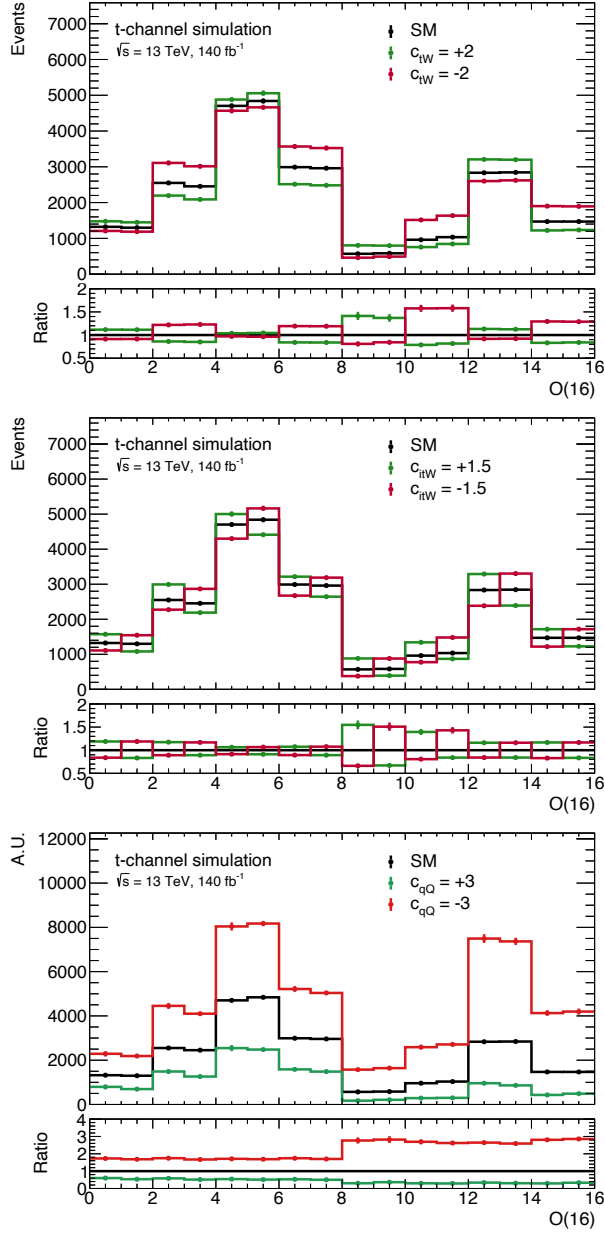 Events
7000
6000
5000
4000
3000
2000
1000
0
t-channel simulation
√s = 13 TeV, 140 fb⁻¹
SM
c_tW = +2
c_tW = -2
Ratio
2
1.5
1
0.5
0 2 4 6 8 10 12 14 16
O(16)
Events
7000
6000
5000
4000
3000
2000
1000
0
t-channel simulation
√s = 13 TeV, 140 fb⁻¹
SM
c_itW = +1.5
c_itW = -1.5
Ratio
2
1.5
1
0.5
0 2 4 6 8 10 12 14 16
O(16)
A.U.
12000
10000
8000
6000
4000
2000
0
t-channel simulation
√s = 13 TeV, 140 fb⁻¹
SM
c_qQ = +3
c_qQ = -3
Ratio
4
3
2
1
0
0 2 4 6 8 10 12 14 16
O(16)